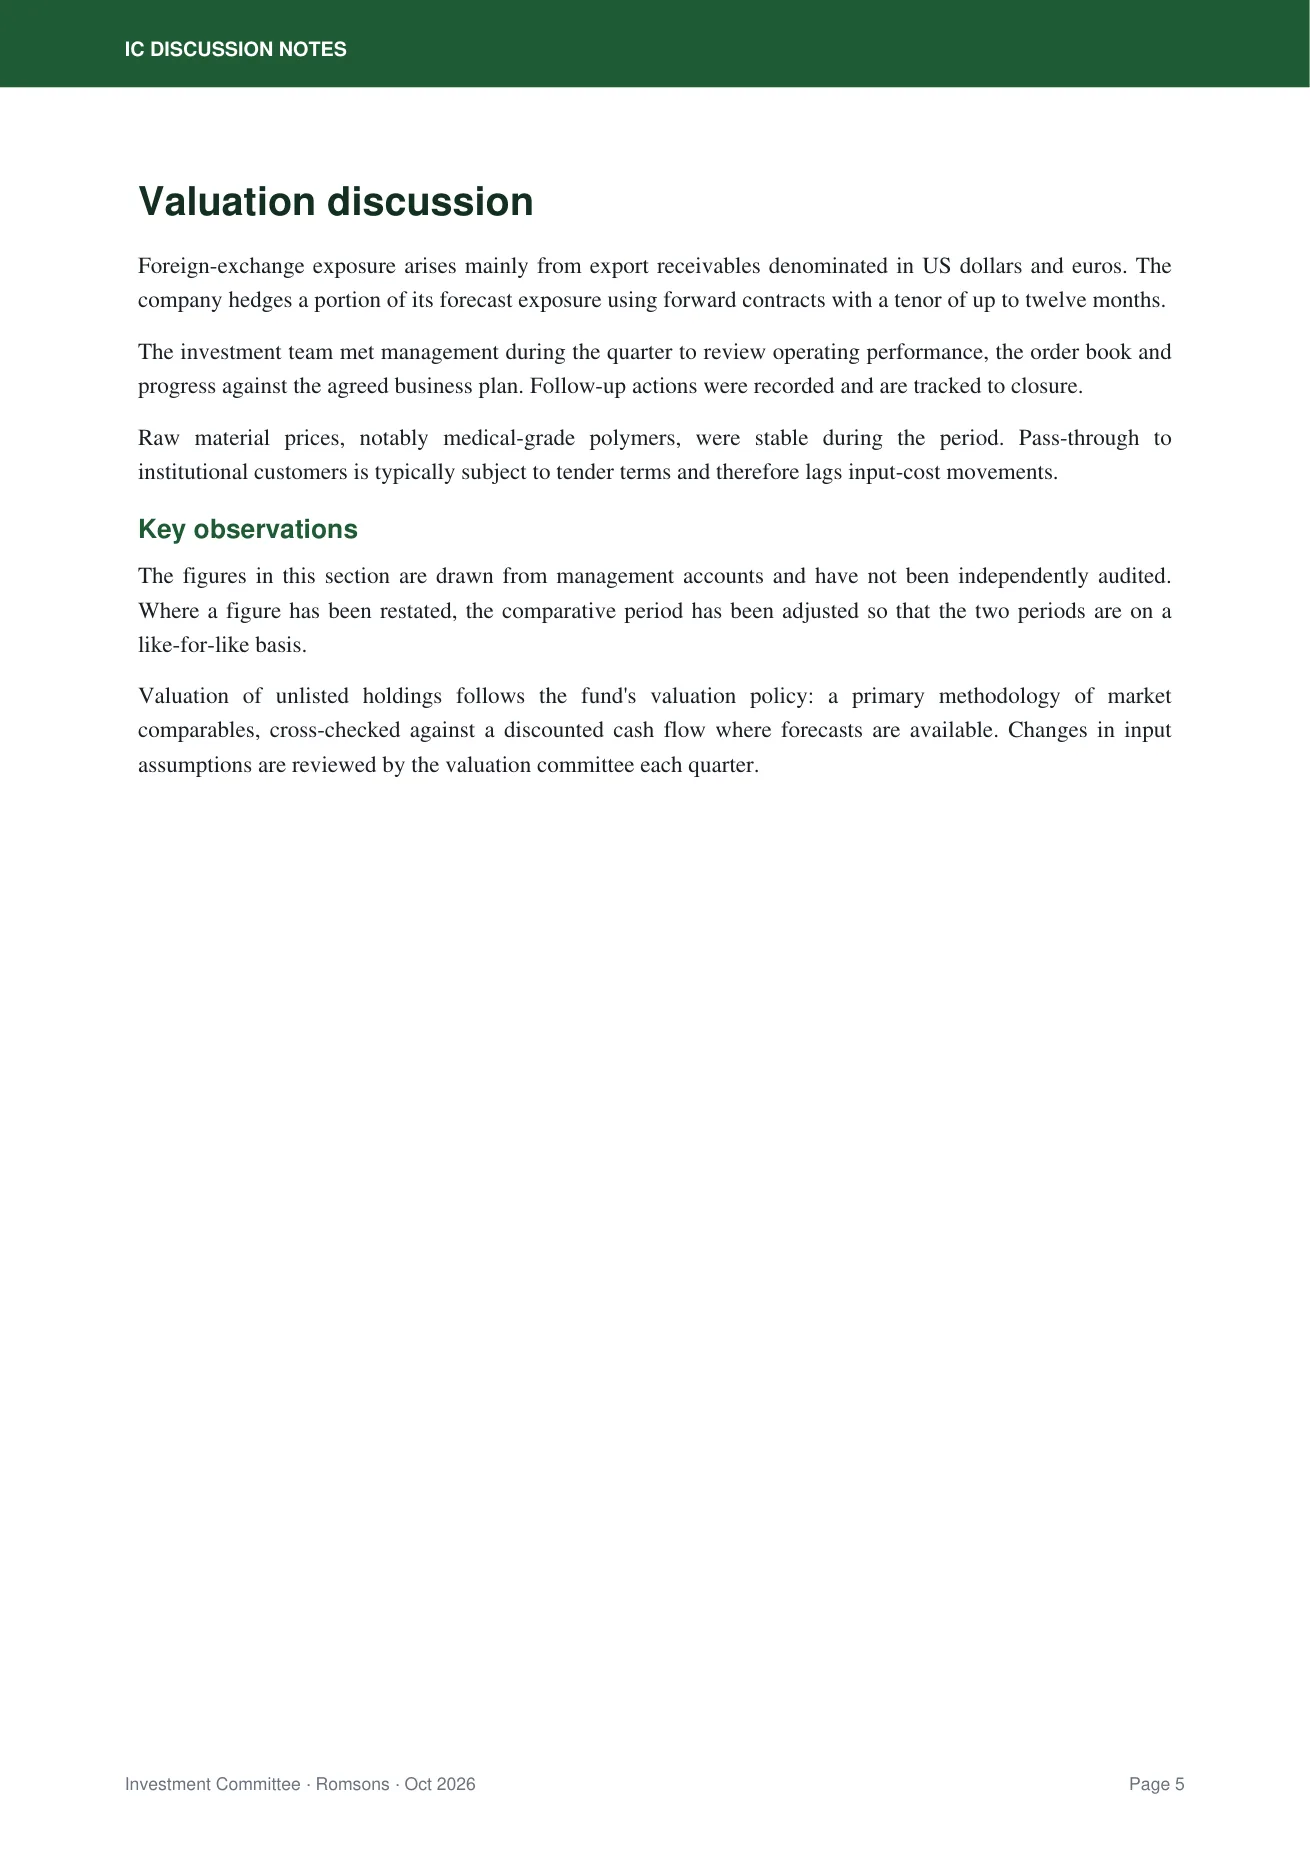 IC DISCUSSION NOTES
Valuation discussion
Foreign-exchange exposure arises mainly from export receivables denominated in US dollars and euros. The
company hedges a portion of its forecast exposure using forward contracts with a tenor of up to twelve months.
The investment team met management during the quarter to review operating performance, the order book and
progress against the agreed business plan. Follow-up actions were recorded and are tracked to closure.
Raw material prices, notably medical-grade polymers, were stable during the period. Pass-through to
institutional customers is typically subject to tender terms and therefore lags input-cost movements.
Key observations
The figures in this section are drawn from management accounts and have not been independently audited.
Where a figure has been restated, the comparative period has been adjusted so that the two periods are on a
like-for-like basis.
Valuation of unlisted holdings follows the fund's valuation policy: a primary methodology of market
comparables, cross-checked against a discounted cash flow where forecasts are available. Changes in input
assumptions are reviewed by the valuation committee each quarter.
Investment Committee · Romsons · Oct 2026
Page 5